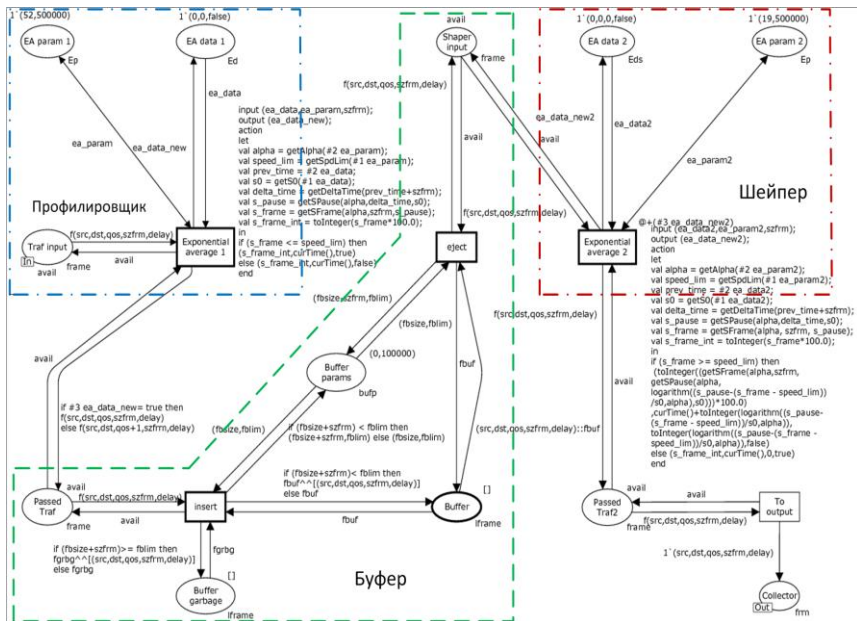 1`(52,500000)
EA param 1
Ep
1`(0,0,false)
EA data 1
Ed
ea_data
ea_param
ea_data_new
input (ea_data,ea_param,szfrm);
output (ea_data_new);
action
let
val alpha = getAlpha(#2 ea_param);
val speed_lim = getSpdLim(#1 ea_param);
val prev_time = #2 ea_data;
val s0 = getS0(#1 ea_data);
val delta_time = getDeltaTime(prev_time+szfrm);
val s_pause = getSPause(alpha,delta_time,s0);
val s_frame = getSFrame(alpha,szfrm,s_pause);
val s_frame_int = toInteger(s_frame*100.0);
in
if (s_frame <= speed_lim) then
(s_frame_int,curTime(),true)
else (s_frame_int,curTime(),false)
end
Профилировщик
Traf input
In
avail
frame
f(src,dst,qos,szfrm,delay)
avail
Exponential
average 1
avail
if #3 ea_data_new= true then
f(src,dst,qos,szfrm,delay)
else f(src,dst,qos+1,szfrm,delay)
Passed
Traf
avail
frame
f(src,dst,qos,szfrm,delay)
avail
insert
if (fbsize+szfrm)>= fblim then
fgrbg^^[(src,dst,qos,szfrm,delay)]
else fgrbg
fgrbg
[]
Buffer
garbage
lframe
if (fbsize+szfrm)< fblim then
fbuf^^[(src,dst,qos,szfrm,delay)]
else fbuf
fbuf
[]
Buffer
lframe
Буфер
(fbsize,fblim)
if (fbsize+szfrm) < fblim then
(fbsize+szfrm,fblim) else (fbsize,fblim)
Buffer
params
bufp
(0,100000)
(fbsize-szfrm,fblim)
(fbsize,fblim)
fbuf
(src,dst,qos,szfrm,delay)::fbuf
eject
f(src,dst,qos,szfrm,delay)
avail
avail
Shaper
input
frame
f(src,dst,qos,szfrm,delay)
ea_data_new2
avail
1`(0,0,0,false)
EA data 2
Eds
ea_data2
1`(19,500000)
EA param 2
Ep
ea_param2
Шейпер
Exponential
average 2
@+(#3 ea_data_new2)
input (ea_data2,ea_param2,szfrm);
output (ea_data_new2);
action
let
val alpha = getAlpha(#2 ea_param2);
val speed_lim = getSpdLim(#1 ea_param2);
val prev_time = #2 ea_data2;
val s0 = getS0(#1 ea_data2);
val delta_time = getDeltaTime(prev_time+szfrm);
val s_pause = getSPause(alpha,delta_time,s0);
val s_frame = getSFrame(alpha, szfrm, s_pause);
val s_frame_int = toInteger(s_frame*100.0);
in
if (s_frame >= speed_lim) then
(toInteger((getSFrame(alpha,szfrm,
getSPause(alpha,
logarithm((s_pause-(s_frame - speed_lim))
/s0),alpha),s0)))*100.0)
,curTime()+toInteger(logarithm((s_pause-
(s_frame - speed_lim))/s0,alpha)),
toInteger(logarithm((s_pause-(s_frame -
speed_lim))/s0,alpha)),false)
else (s_frame_int,curTime(),0,true)
end
f(src,dst,qos,szfrm,delay)
avail
Passed
Traf2
avail
frame
avail
f(src,dst,qos,szfrm,delay)
To
output
1`(src,dst,qos,szfrm,delay)
Collector
Out
frm